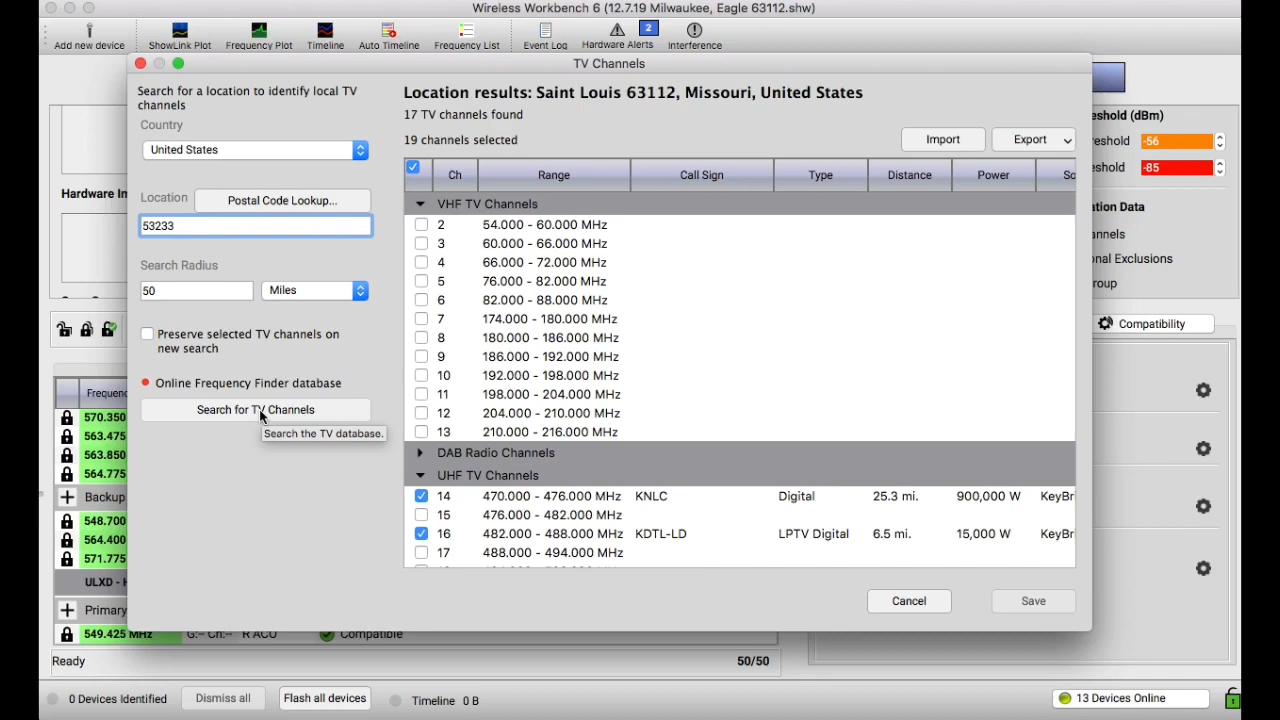 Wireless Workbench 6 (12.7.19 Milwaukee, Eagle 63112.shw)
Add new device
ShowLink Plot
Frequency Plot
Timeline
Auto Timeline
Frequency List
Event Log
Hardware Alerts
2
Interference
TV Channels
Search for a location to identify local TV
channels
Country
United States
Location
Postal Code Lookup...
53233
Search Radius
50
Miles
Preserve selected TV channels on
new search
Online Frequency Finder database
Search for TV Channels
Search the TV database.
Location results: Saint Louis 63112, Missouri, United States
17 TV channels found
19 channels selected
Import
Export
Ch Range Call Sign Type Distance Power So
VHF TV Channels
2 54.000 - 60.000 MHz
3 60.000 - 66.000 MHz
4 66.000 - 72.000 MHz
5 76.000 - 82.000 MHz
6 82.000 - 88.000 MHz
7 174.000 - 180.000 MHz
8 180.000 - 186.000 MHz
9 186.000 - 192.000 MHz
10 192.000 - 198.000 MHz
11 198.000 - 204.000 MHz
12 204.000 - 210.000 MHz
13 210.000 - 216.000 MHz
DAB Radio Channels
UHF TV Channels
14 470.000 - 476.000 MHz KNLC Digital 25.3 mi. 900,000 W KeyBr
15 476.000 - 482.000 MHz
16 482.000 - 488.000 MHz KDTL-LD LPTV Digital 6.5 mi. 15,000 W KeyBr
17 488.000 - 494.000 MHz
Cancel
Save
Hardware In
Frequenc
570.350
563.475
563.850
564.775
Backup
548.700
564.400
571.775
ULXD - H
Primary
549.425 MHz G:-- Ch:-- R ACU Compatible
eshold (dBm)
eshold -56
eshold -85
ation Data
annels
onal Exclusions
roup
Compatibility
Ready
50/50
0 Devices Identified
Dismiss all
Flash all devices
Timeline 0 B
13 Devices Online